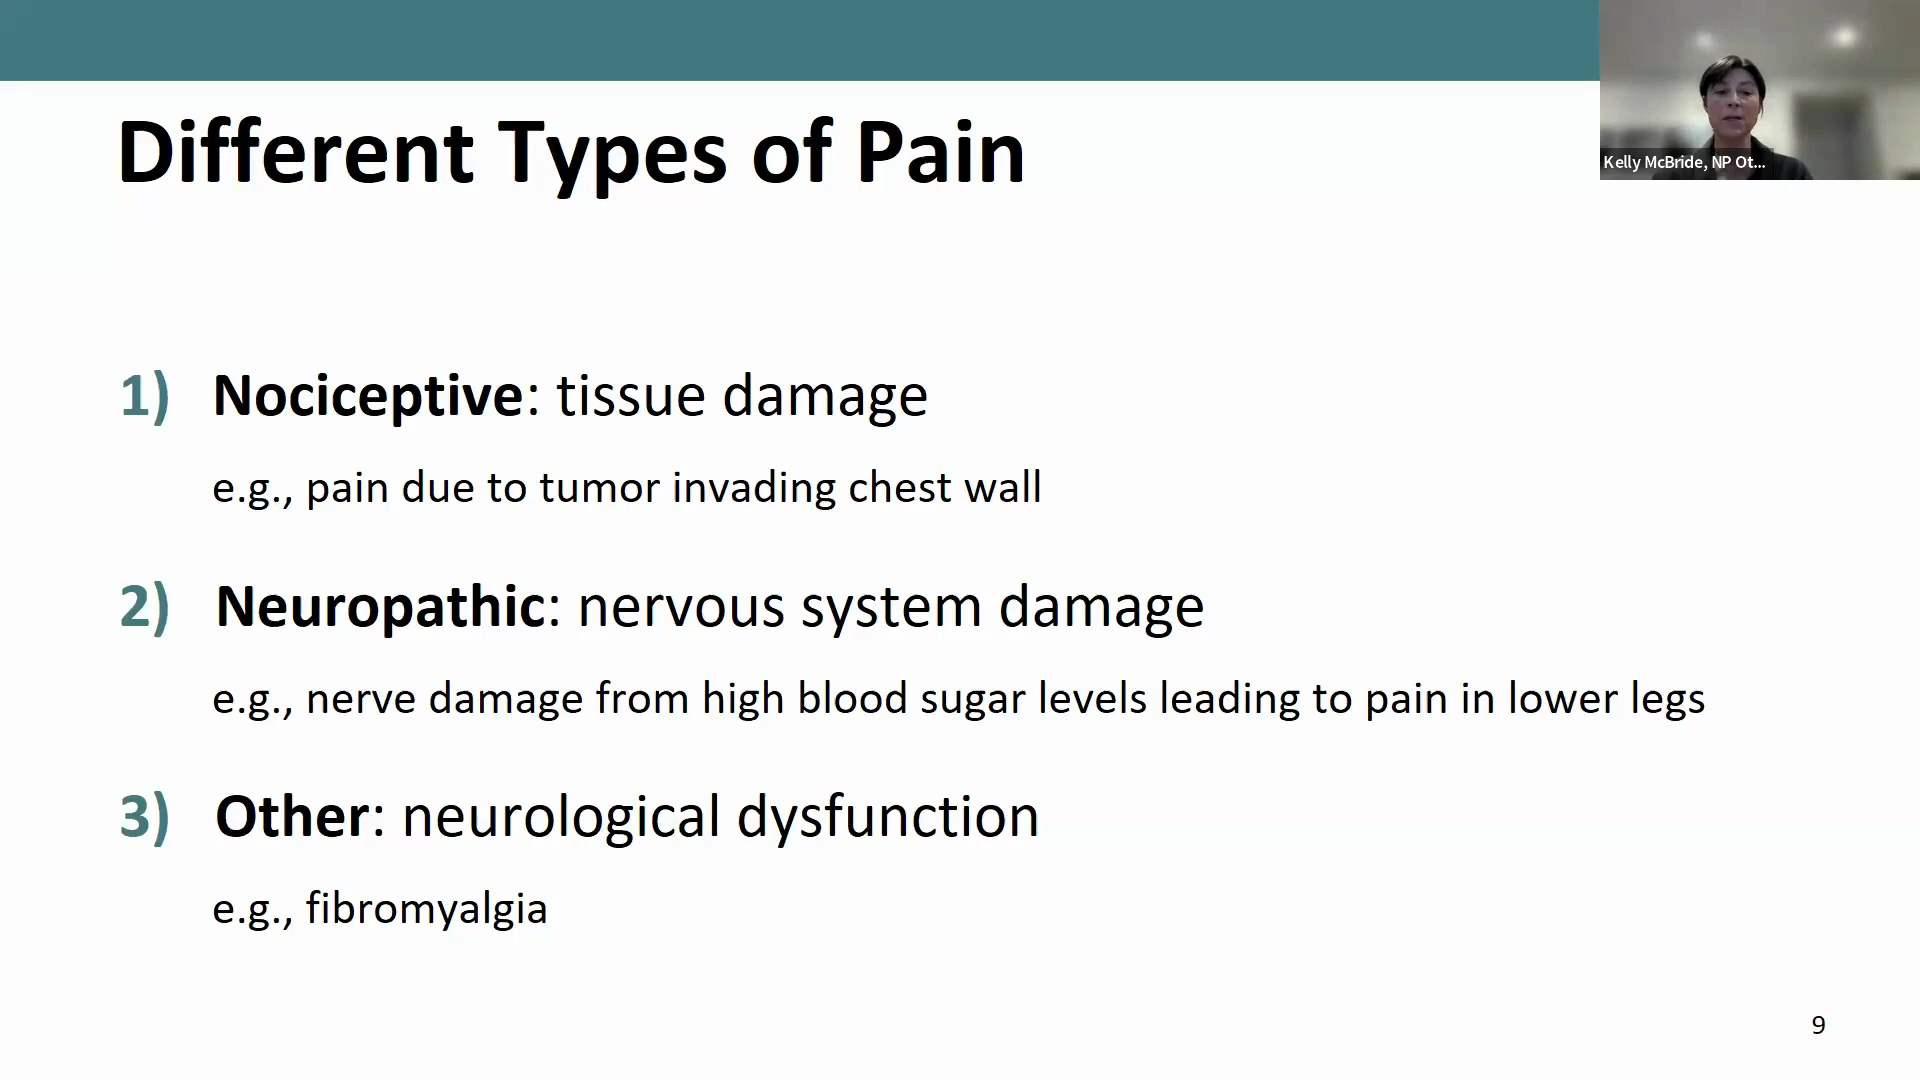 Different Types of Pain
Kelly McBride, NP Ot...
1) Nociceptive: tissue damage
e.g., pain due to tumor invading chest wall
2) Neuropathic: nervous system damage
e.g., nerve damage from high blood sugar levels leading to pain in lower legs
3) Other: neurological dysfunction
e.g., fibromyalgia
9